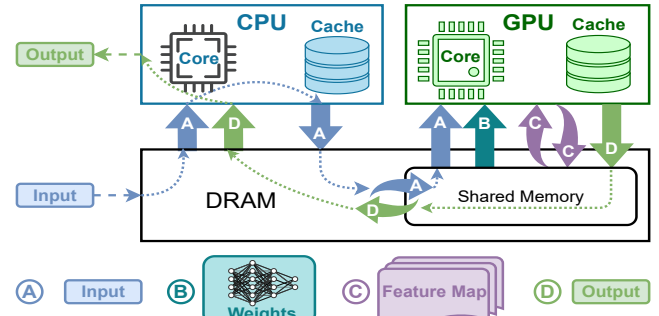 CPU
GPU
Cache
Cache
Core
Core
Output
A
D
A
A
B
C
C
D
Input
DRAM
A
D
Shared Memory
A
Input
B
Weights
C
Feature Map
D
Output